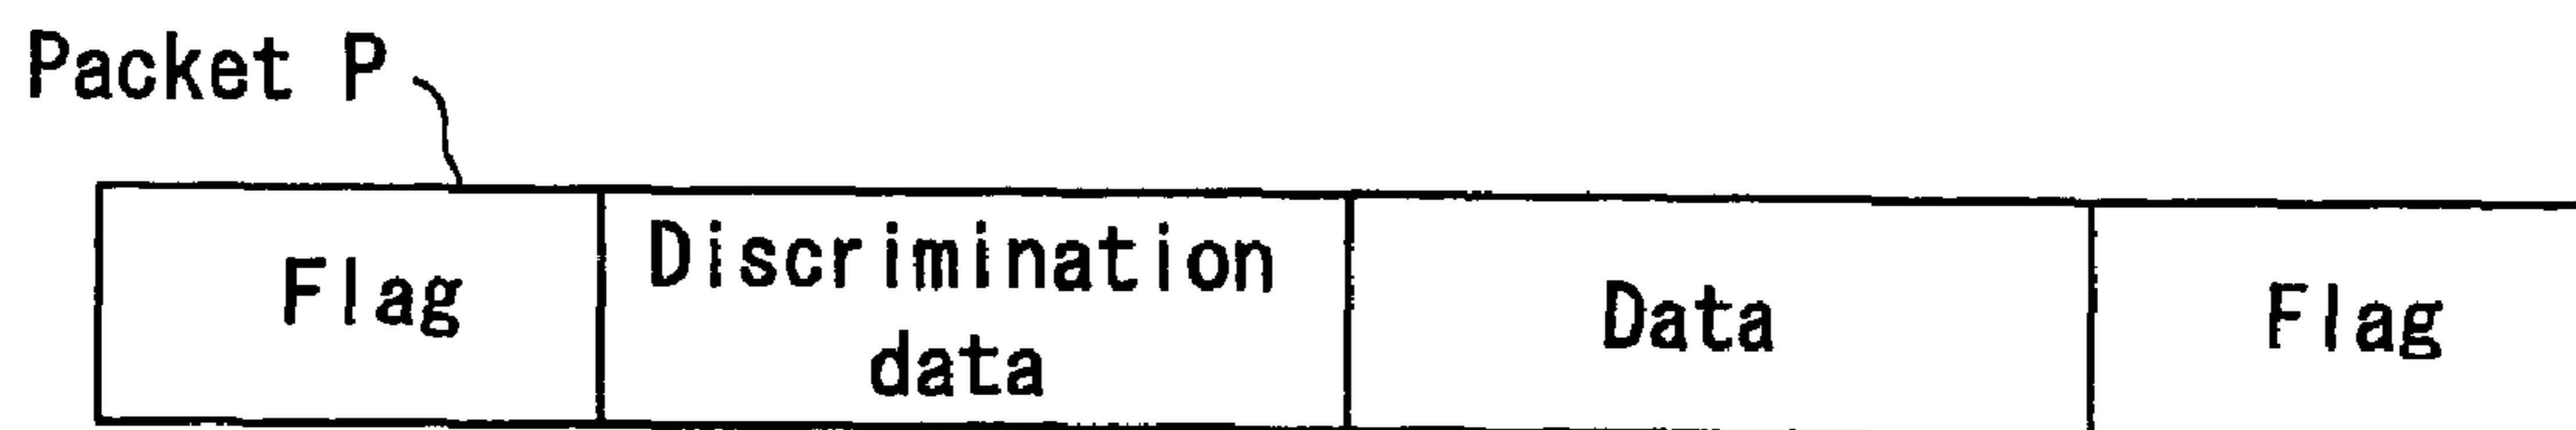 Packet P
Flag
Discrimination
data
Data
Flag